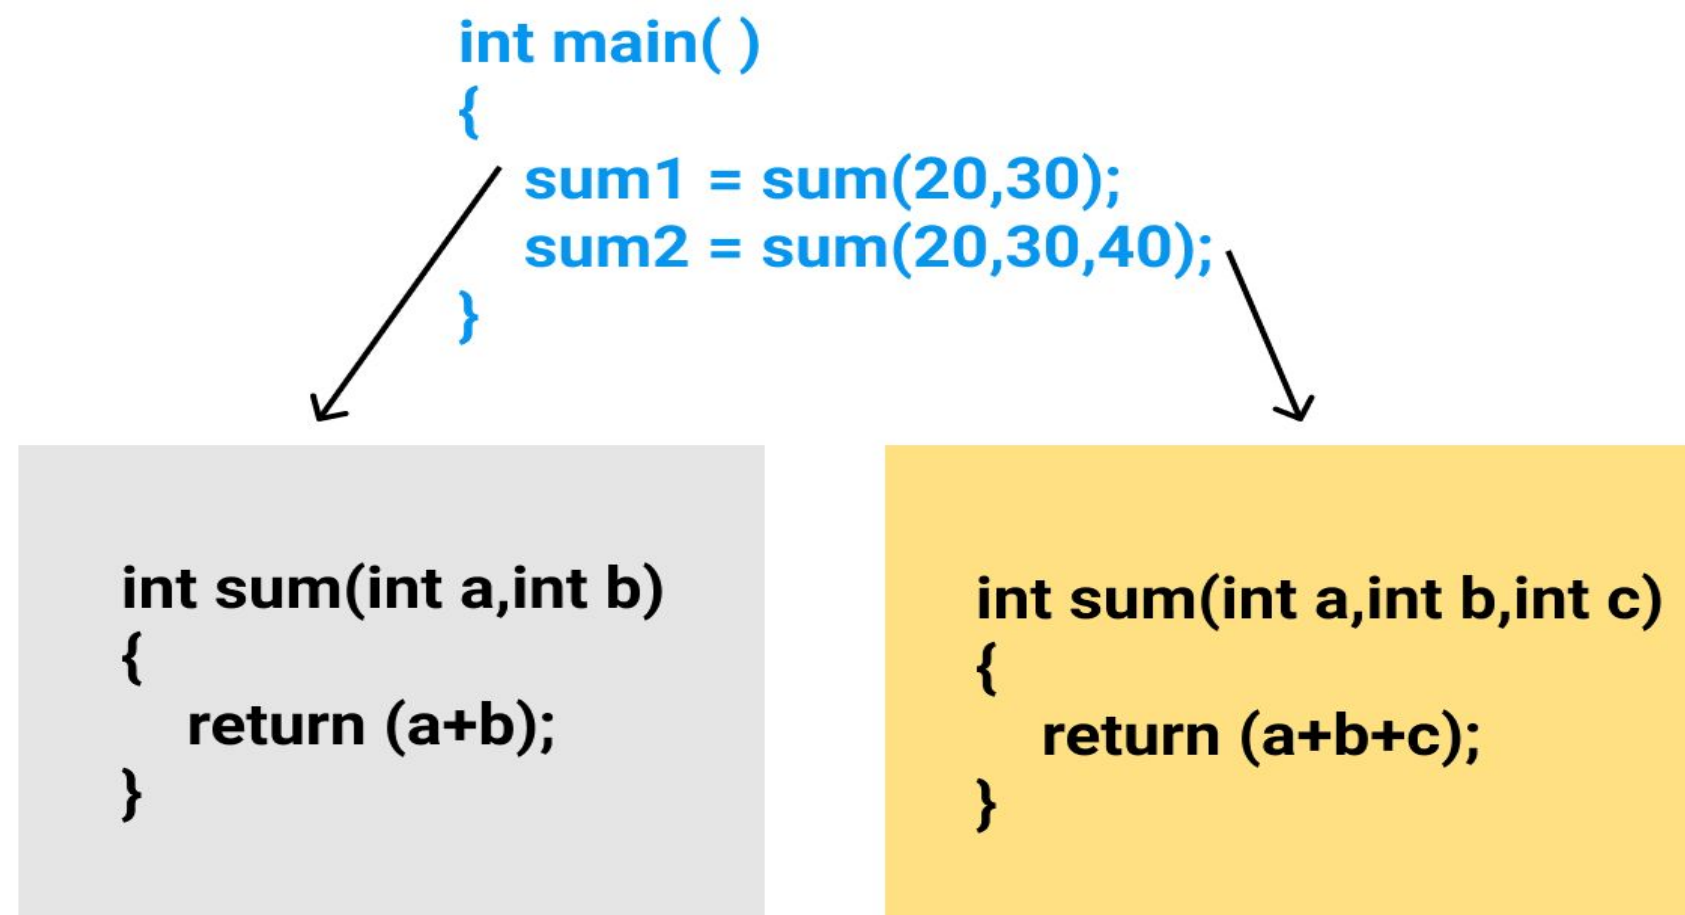 int main( )
{
sum1 = sum(20,30);
sum2 = sum(20,30,40);
}
int sum(int a,int b)
{
return (a+b);
}
int sum(int a,int b,int c)
{
return (a+b+c);
}